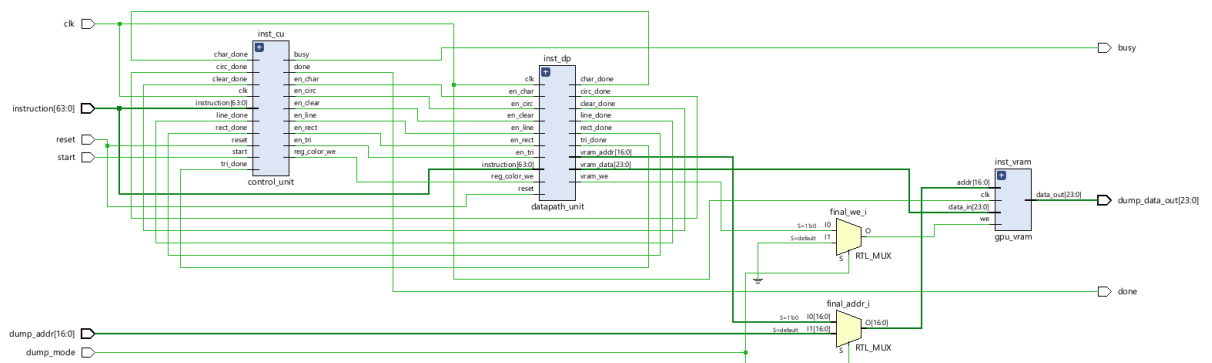 clk
instruction[63:0]
reset
start
dump_addr[16:0]
dump_mode
inst_cu
char_done
circ_done
clear_done
clk
instruction[63:0]
line_done
rect_done
reset
start
tri_done
busy
done
en_char
en_circ
en_clear
en_line
en_rect
en_tri
reg_color_we
control_unit
inst_dp
clk
en_char
en_circ
en_clear
en_line
en_rect
en_tri
instruction[63:0]
reg_color_we
reset
char_done
circ_done
clear_done
line_done
rect_done
tri_done
vram_addr[16:0]
vram_data[23:0]
vram_we
datapath_unit
final_we_i
S=1'b0 I0
S=default I1
O
S
RTL_MUX
final_addr_i
S=1'b0 I0[16:0]
S=default I1[16:0]
O[16:0]
S
RTL_MUX
inst_vram
addr[16:0]
clk
data_in[23:0]
we
data_out[23:0]
gpu_vram
busy
dump_data_out[23:0]
done